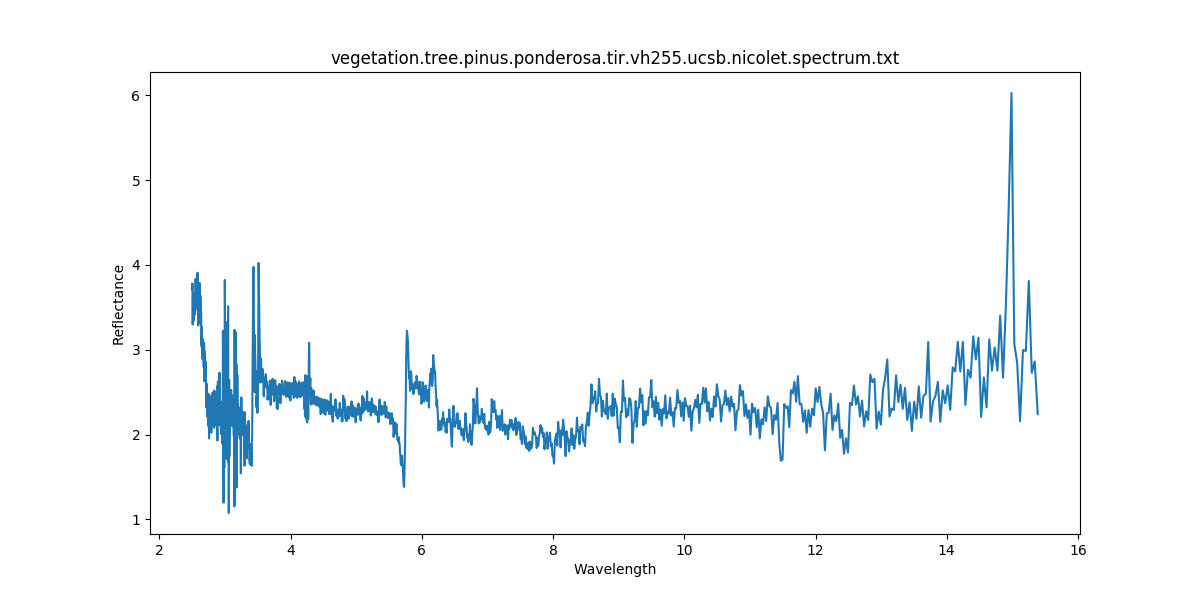 vegetation.tree.pinus.ponderosa.tir.vh255.ucsb.nicolet.spectrum.txt
6
5
4
3
2
1
Reflectance
2 4 6 8 10 12 14 16
Wavelength